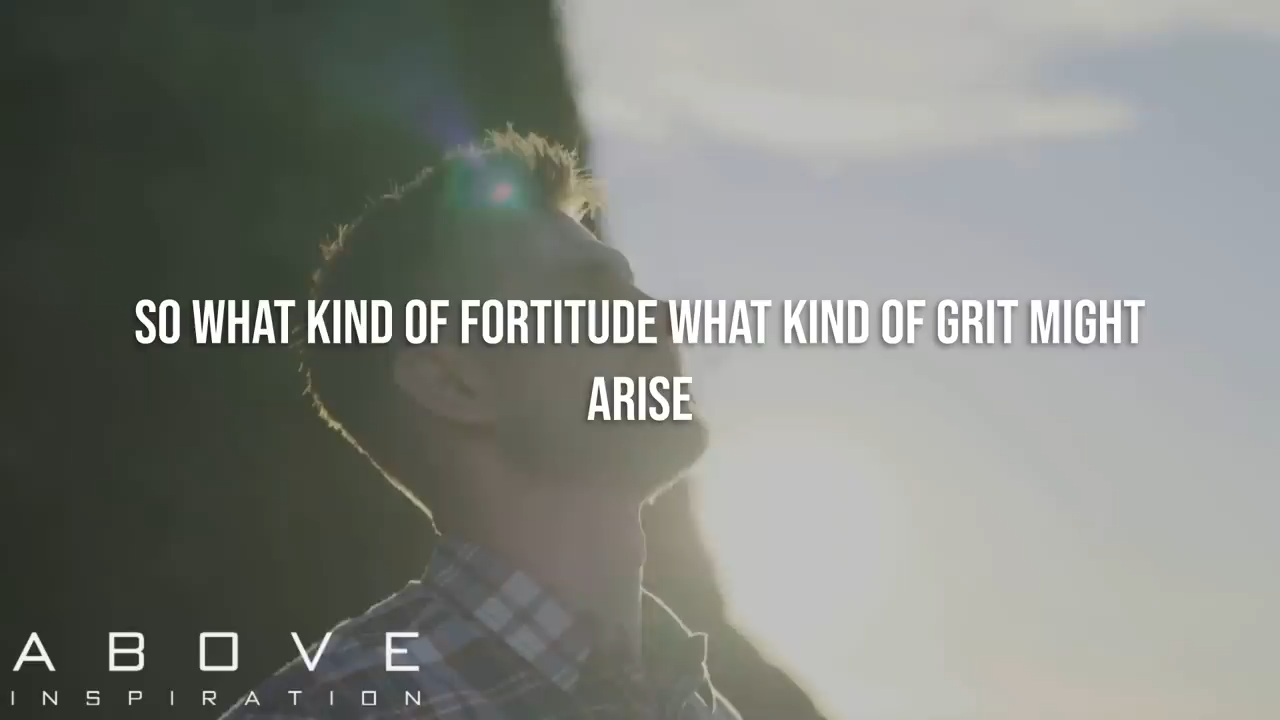 SO WHAT KIND OF FORTITUDE WHAT KIND OF GRIT MIGHT
ARISE
ABOVE
INSPIRATION